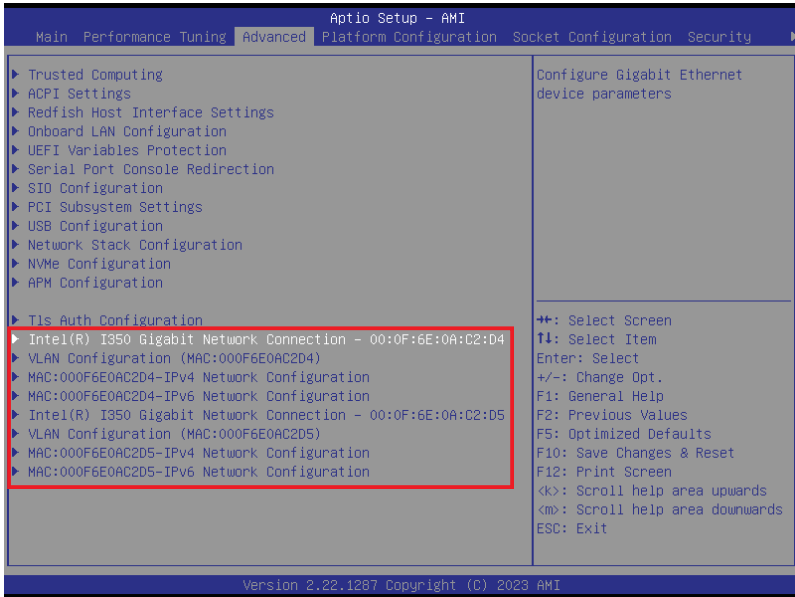 Aptio Setup - AMI
Main Performance Tuning Advanced Platform Configuration Socket Configuration Security
Trusted Computing
ACPI Settings
Redfish Host Interface Settings
Onboard LAN Configuration
UEFI Variables Protection
Serial Port Console Redirection
SIO Configuration
PCI Subsystem Settings
USB Configuration
Network Stack Configuration
NVMe Configuration
APM Configuration
Tls Auth Configuration
Intel(R) I350 Gigabit Network Connection - 00:0F:6E:0A:C2:D4
VLAN Configuration (MAC:000F6E0AC2D4)
MAC:000F6E0AC2D4-IPv4 Network Configuration
MAC:000F6E0AC2D4-IPv6 Network Configuration
Intel(R) I350 Gigabit Network Connection - 00:0F:6E:0A:C2:D5
VLAN Configuration (MAC:000F6E0AC2D5)
MAC:000F6E0AC2D5-IPv4 Network Configuration
MAC:000F6E0AC2D5-IPv6 Network Configuration
Configure Gigabit Ethernet
device parameters
→←: Select Screen
↑↓: Select Item
Enter: Select
+/-: Change Opt.
F1: General Help
F2: Previous Values
F5: Optimized Defaults
F10: Save Changes & Reset
F12: Print Screen
<k>: Scroll help area upwards
<m>: Scroll help area downwards
ESC: Exit
Version 2.22.1287 Copyright (C) 2023 AMI